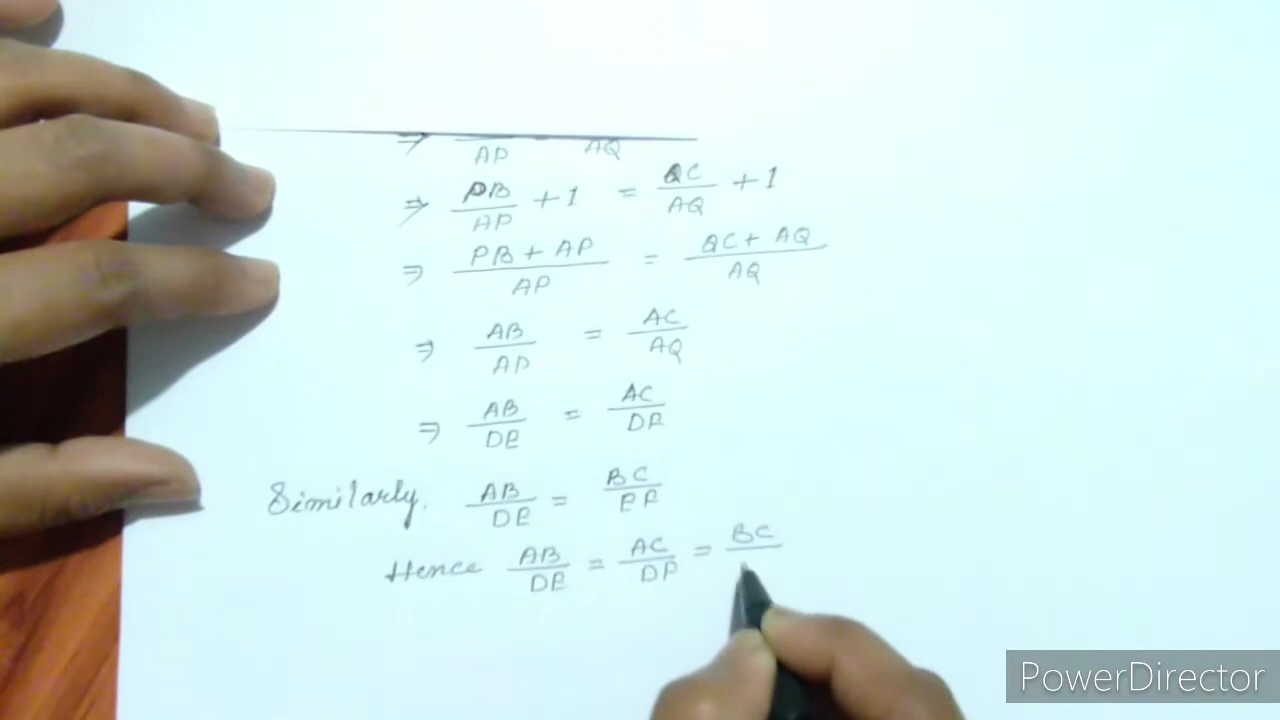 ⇒ —/AP = —/AQ
⇒ PB/AP + 1 = QC/AQ + 1
⇒ PB + AP/AP = QC + AQ/AQ
⇒ AB/AP = AC/AQ
⇒ AB/DE = AC/DF
Similarly. AB/DE = BC/EF
Hence AB/DE = AC/DF = BC/
PowerDirector